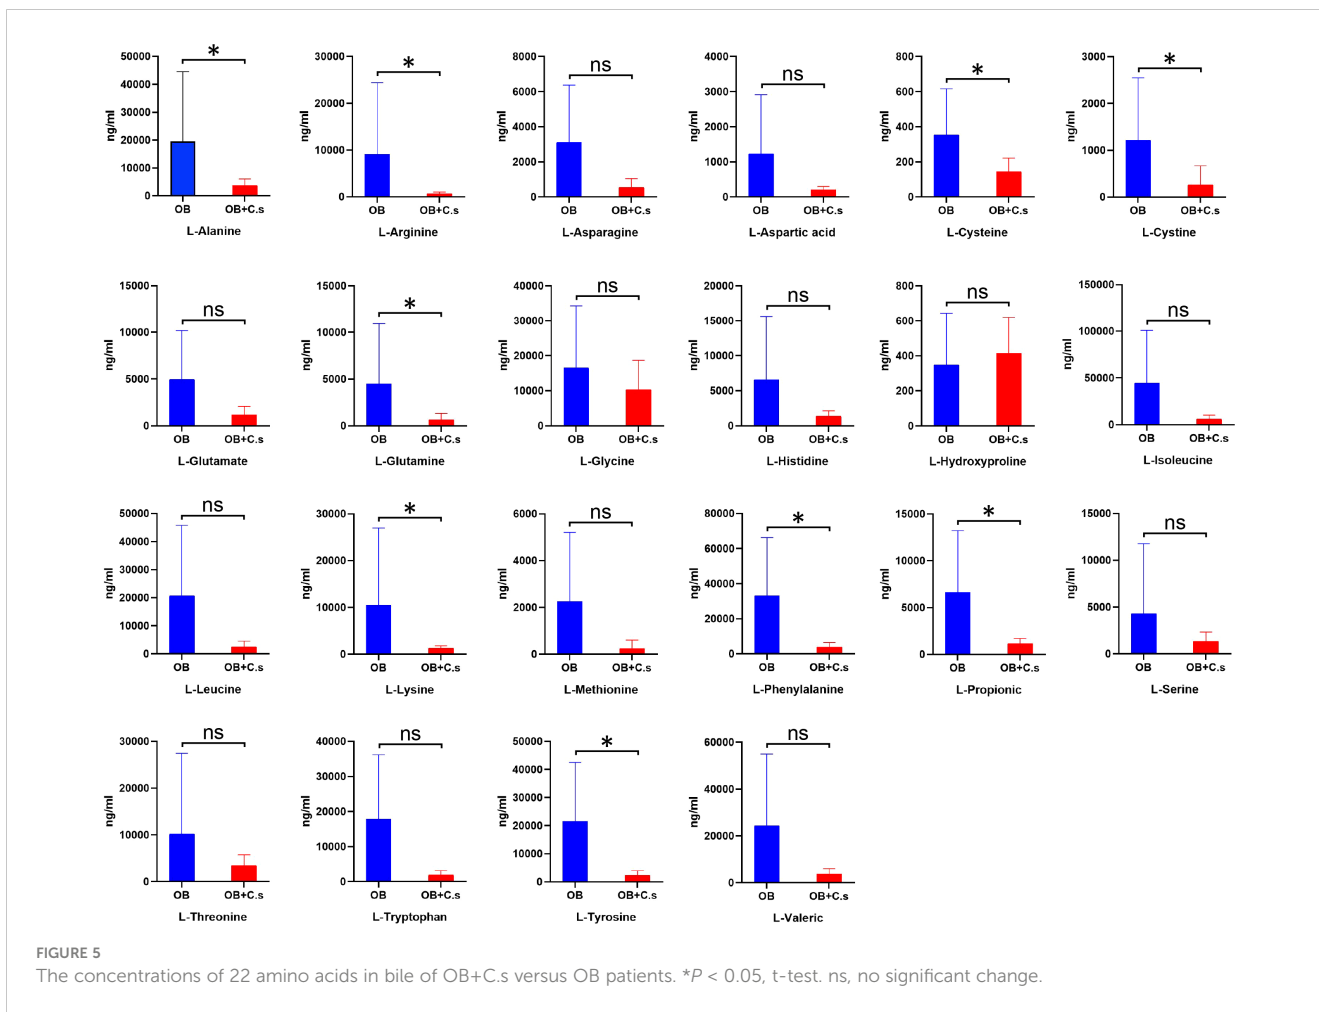 *
50000
40000
30000
20000
10000
0
ng/ml
OB
OB+C.s
L-Alanine
*
30000
20000
10000
0
ng/ml
OB
OB+C.s
L-Arginine
ns
8000
6000
4000
2000
0
ng/ml
OB
OB+C.s
L-Asparagine
ns
4000
3000
2000
1000
0
ng/ml
OB
OB+C.s
L-Aspartic acid
*
800
600
400
200
0
ng/ml
OB
OB+C.s
L-Cysteine
*
3000
2000
1000
0
ng/ml
OB
OB+C.s
L-Cystine
ns
15000
10000
5000
0
ng/ml
OB
OB+C.s
L-Glutamate
*
15000
10000
5000
0
ng/ml
OB
OB+C.s
L-Glutamine
ns
40000
30000
20000
10000
0
ng/ml
OB
OB+C.s
L-Glycine
ns
20000
15000
10000
5000
0
ng/ml
OB
OB+C.s
L-Histidine
ns
800
600
400
200
0
ng/ml
OB
OB+C.s
L-Hydroxyproline
ns
150000
100000
50000
0
ng/ml
OB
OB+C.s
L-Isoleucine
ns
50000
40000
30000
20000
10000
0
ng/ml
OB
OB+C.s
L-Leucine
*
30000
20000
10000
0
ng/ml
OB
OB+C.s
L-Lysine
ns
6000
4000
2000
0
ng/ml
OB
OB+C.s
L-Methionine
*
80000
60000
40000
20000
0
ng/ml
OB
OB+C.s
L-Phenylalanine
*
15000
10000
5000
0
ng/ml
OB
OB+C.s
L-Propionic
ns
15000
10000
5000
0
ng/ml
OB
OB+C.s
L-Serine
ns
30000
20000
10000
0
ng/ml
OB
OB+C.s
L-Threonine
ns
40000
30000
20000
10000
0
ng/ml
OB
OB+C.s
L-Tryptophan
*
50000
40000
30000
20000
10000
0
ng/ml
OB
OB+C.s
L-Tyrosine
ns
60000
40000
20000
0
ng/ml
OB
OB+C.s
L-Valeric
FIGURE 5
The concentrations of 22 amino acids in bile of OB+C.s versus OB patients. *P < 0.05, t-test. ns, no significant change.